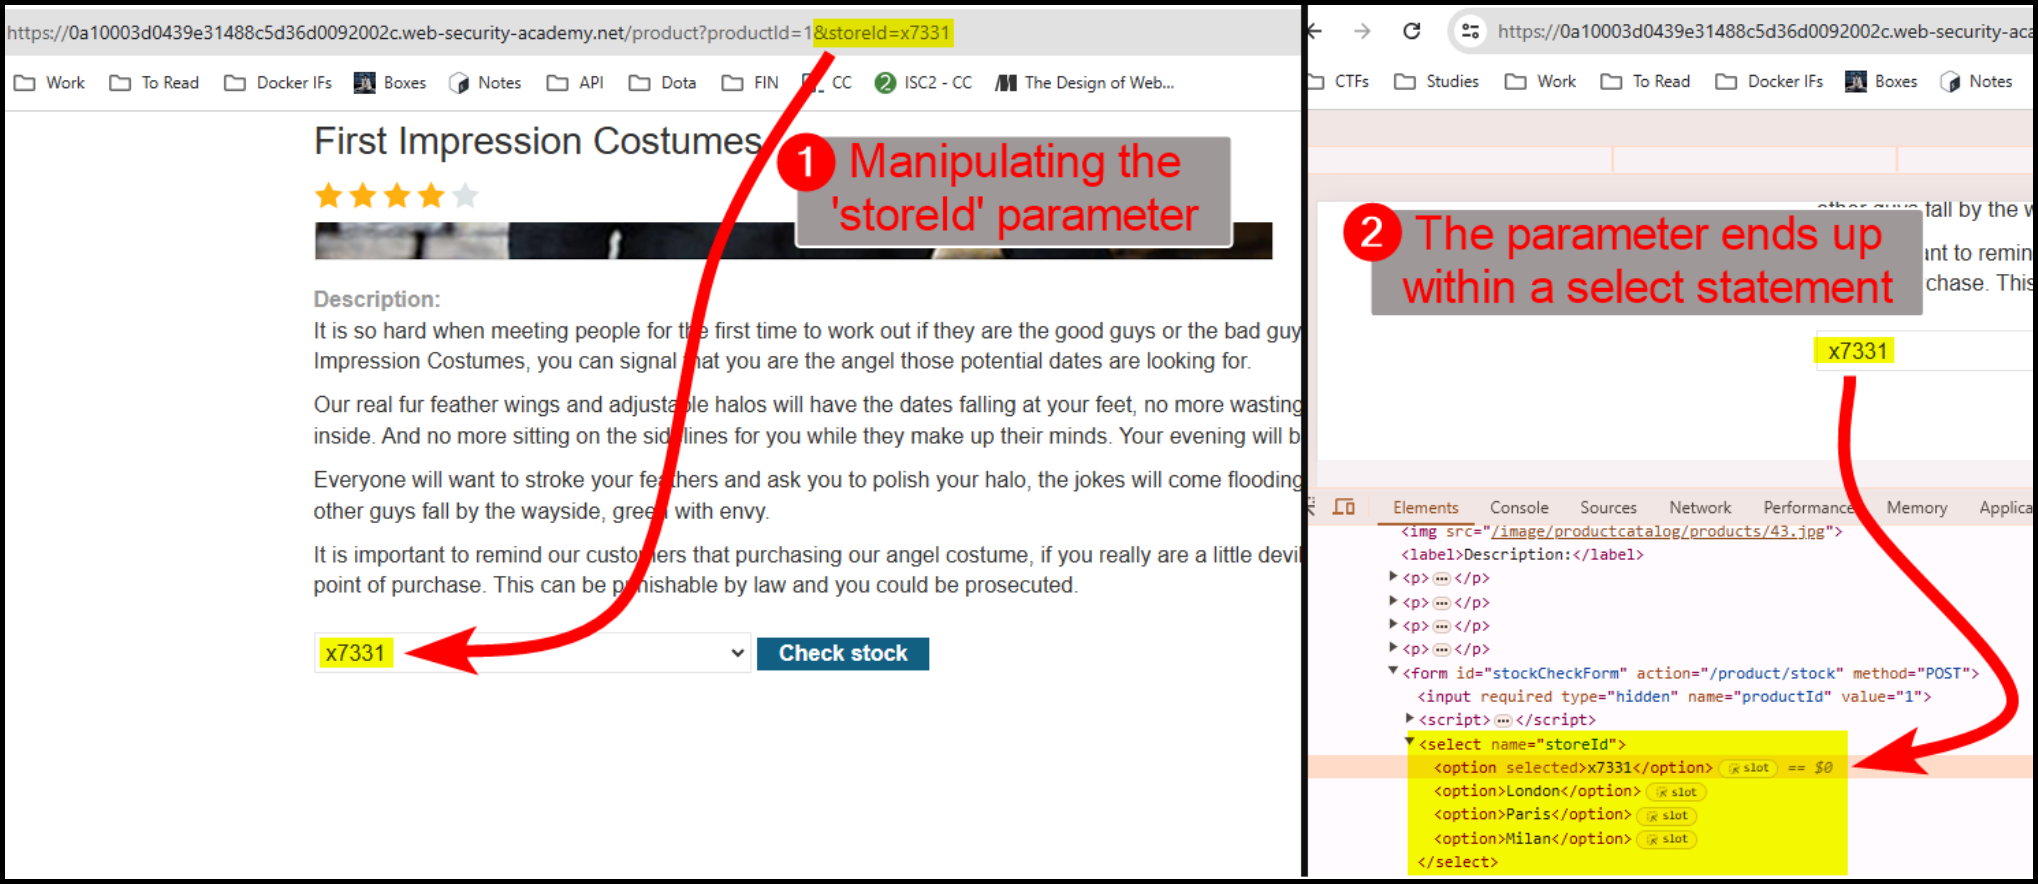 https://0a10003d0439e31488c5d36d0092002c.web-security-academy.net/product?productId=1&storeId=x7331
Work To Read Docker IFs Boxes Notes API Dota FIN CC ISC2 - CC The Design of Web...
First Impression Costumes
1 Manipulating the
'storeId' parameter
Description:
It is so hard when meeting people for the first time to work out if they are the good guys or the bad guy
Impression Costumes, you can signal that you are the angel those potential dates are looking for.
Our real fur feather wings and adjustable halos will have the dates falling at your feet, no more wasting
inside. And no more sitting on the sidelines for you while they make up their minds. Your evening will b
Everyone will want to stroke your feathers and ask you to polish your halo, the jokes will come flooding
other guys fall by the wayside, green with envy.
It is important to remind our customers that purchasing our angel costume, if you really are a little devil
point of purchase. This can be punishable by law and you could be prosecuted.
x7331 Check stock
https://0a10003d0439e31488c5d36d0092002c.web-security-aca
CTFs Studies Work To Read Docker IFs Boxes Notes
other guys fall by the w
2 The parameter ends up
within a select statement
ant to remin
chase. This
x7331
Elements Console Sources Network Performance Memory Applica
<img src="/image/productcatalog/products/43.jpg">
<label>Description:</label>
<p>…</p>
<p>…</p>
<p>…</p>
<p>…</p>
<form id="stockCheckForm" action="/product/stock" method="POST">
<input required type="hidden" name="productId" value="1">
<script>…</script>
<select name="storeId">
<option selected>x7331</option> slot == $0
<option>London</option> slot
<option>Paris</option> slot
<option>Milan</option> slot
</select>